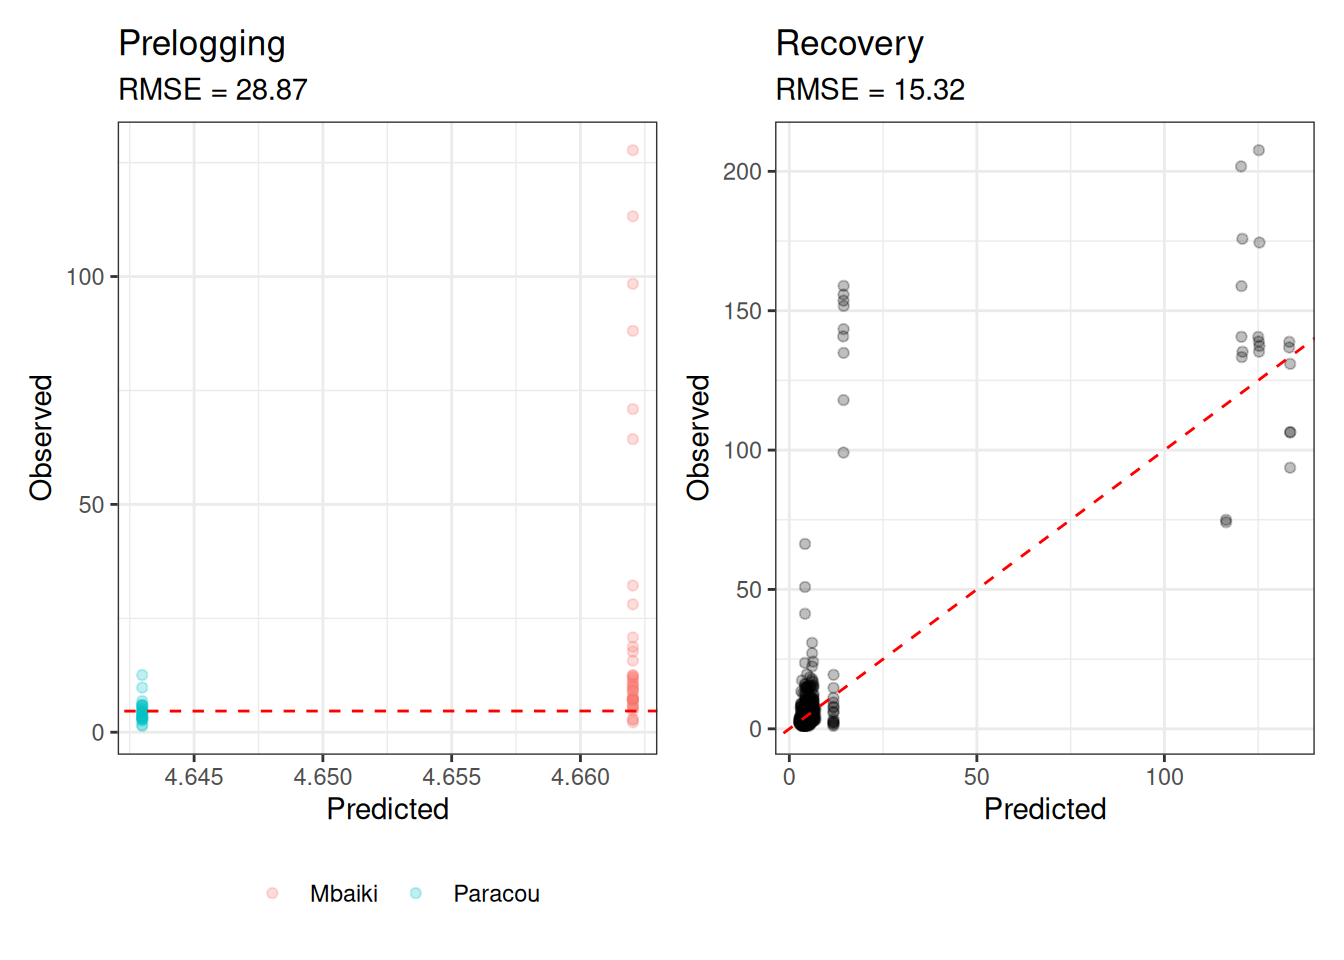 Prelogging
RMSE = 28.87
100
50
0
Observed
4.645 4.650 4.655 4.660
Predicted
Mbaiki Paracou
Recovery
RMSE = 15.32
200
150
100
50
0
Observed
0 50 100
Predicted